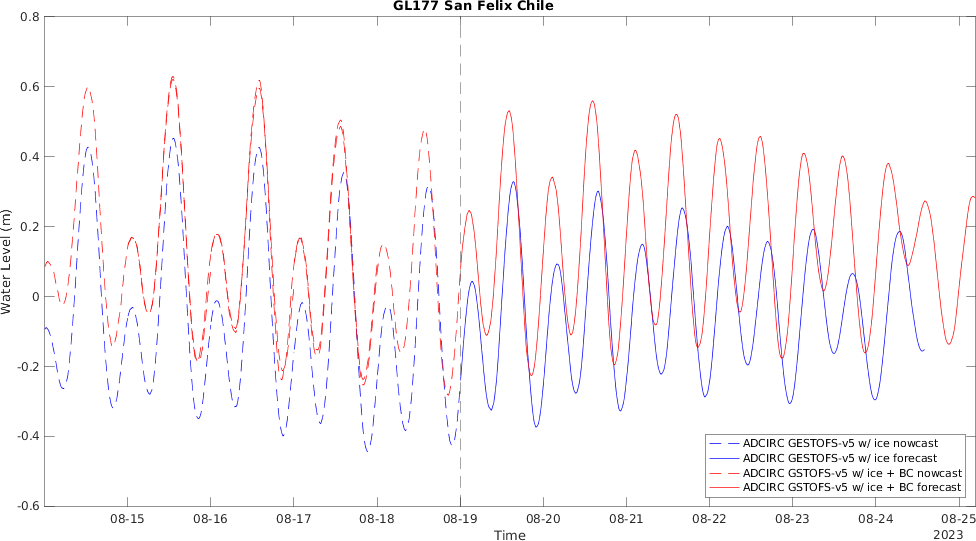 GL177 San Felix Chile
0.8
0.6
0.4
0.2
0
-0.2
-0.4
-0.6
Water Level (m)
ADCIRC GESTOFS-v5 w/ ice nowcast
ADCIRC GESTOFS-v5 w/ ice forecast
ADCIRC GSTOFS-v5 w/ ice + BC nowcast
ADCIRC GSTOFS-v5 w/ ice + BC forecast
08-15 08-16 08-17 08-18 08-19 08-20 08-21 08-22 08-23 08-24 08-25
Time 2023